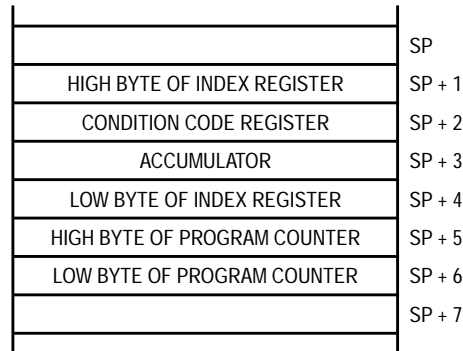 SP
HIGH BYTE OF INDEX REGISTER SP + 1
CONDITION CODE REGISTER SP + 2
ACCUMULATOR SP + 3
LOW BYTE OF INDEX REGISTER SP + 4
HIGH BYTE OF PROGRAM COUNTER SP + 5
LOW BYTE OF PROGRAM COUNTER SP + 6
SP + 7